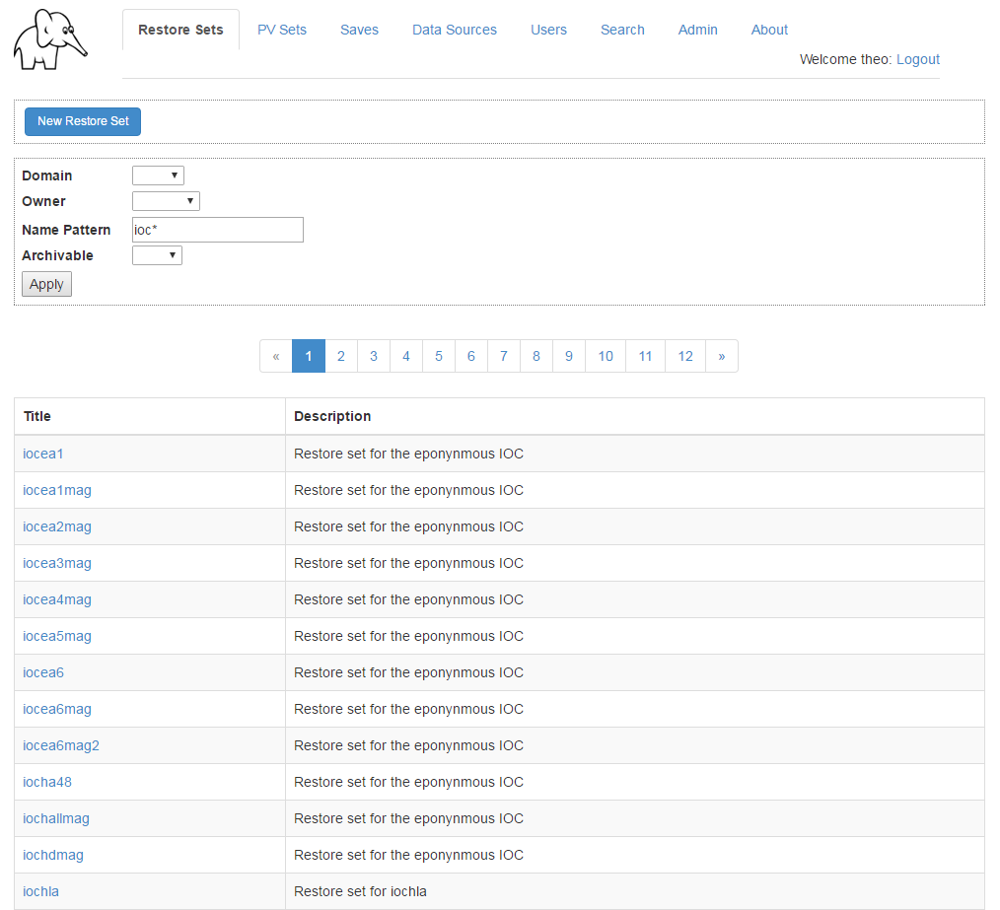 Restore Sets PV Sets Saves Data Sources Users Search Admin About
Welcome theo: Logout
New Restore Set
Domain
Owner
Name Pattern ioc*
Archivable
Apply
« 1 2 3 4 5 6 7 8 9 10 11 12 »
Title Description
iocea1 Restore set for the eponynmous IOC
iocea1mag Restore set for the eponynmous IOC
iocea2mag Restore set for the eponynmous IOC
iocea3mag Restore set for the eponynmous IOC
iocea4mag Restore set for the eponynmous IOC
iocea5mag Restore set for the eponynmous IOC
iocea6 Restore set for the eponynmous IOC
iocea6mag Restore set for the eponynmous IOC
iocea6mag2 Restore set for the eponynmous IOC
iocha48 Restore set for the eponynmous IOC
iochallmag Restore set for the eponynmous IOC
iochdmag Restore set for the eponynmous IOC
iochla Restore set for iochla